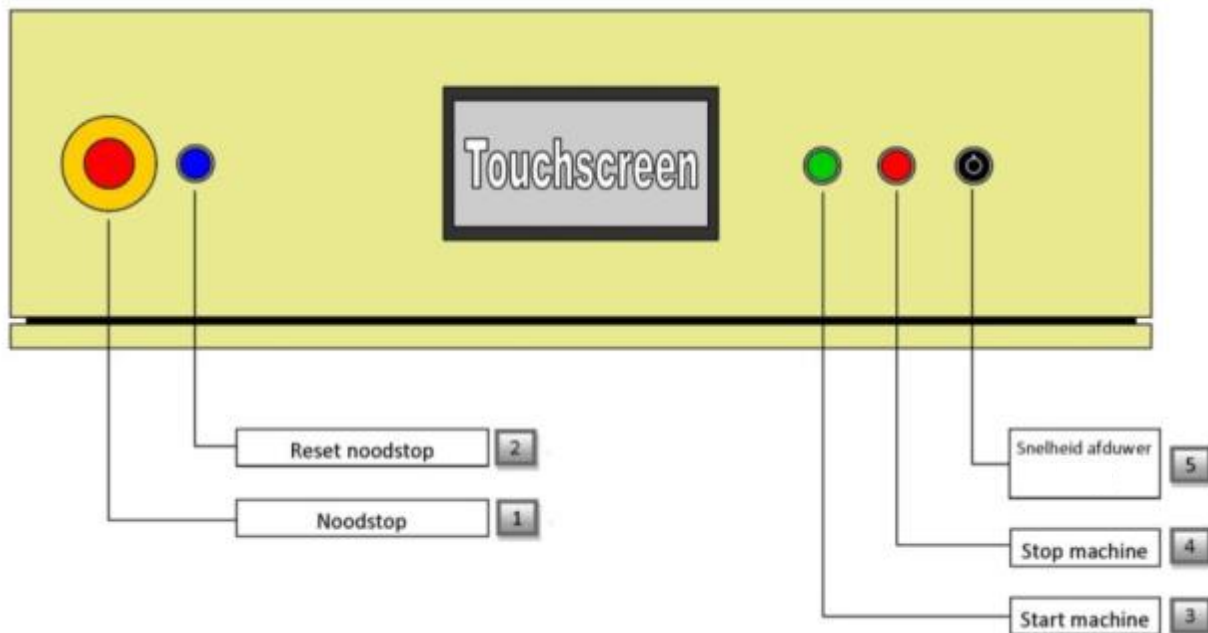 Touchscreen
Reset noodstop
2
Snelheid afduwer
5
Noodstop
1
Stop machine
4
Start machine
3